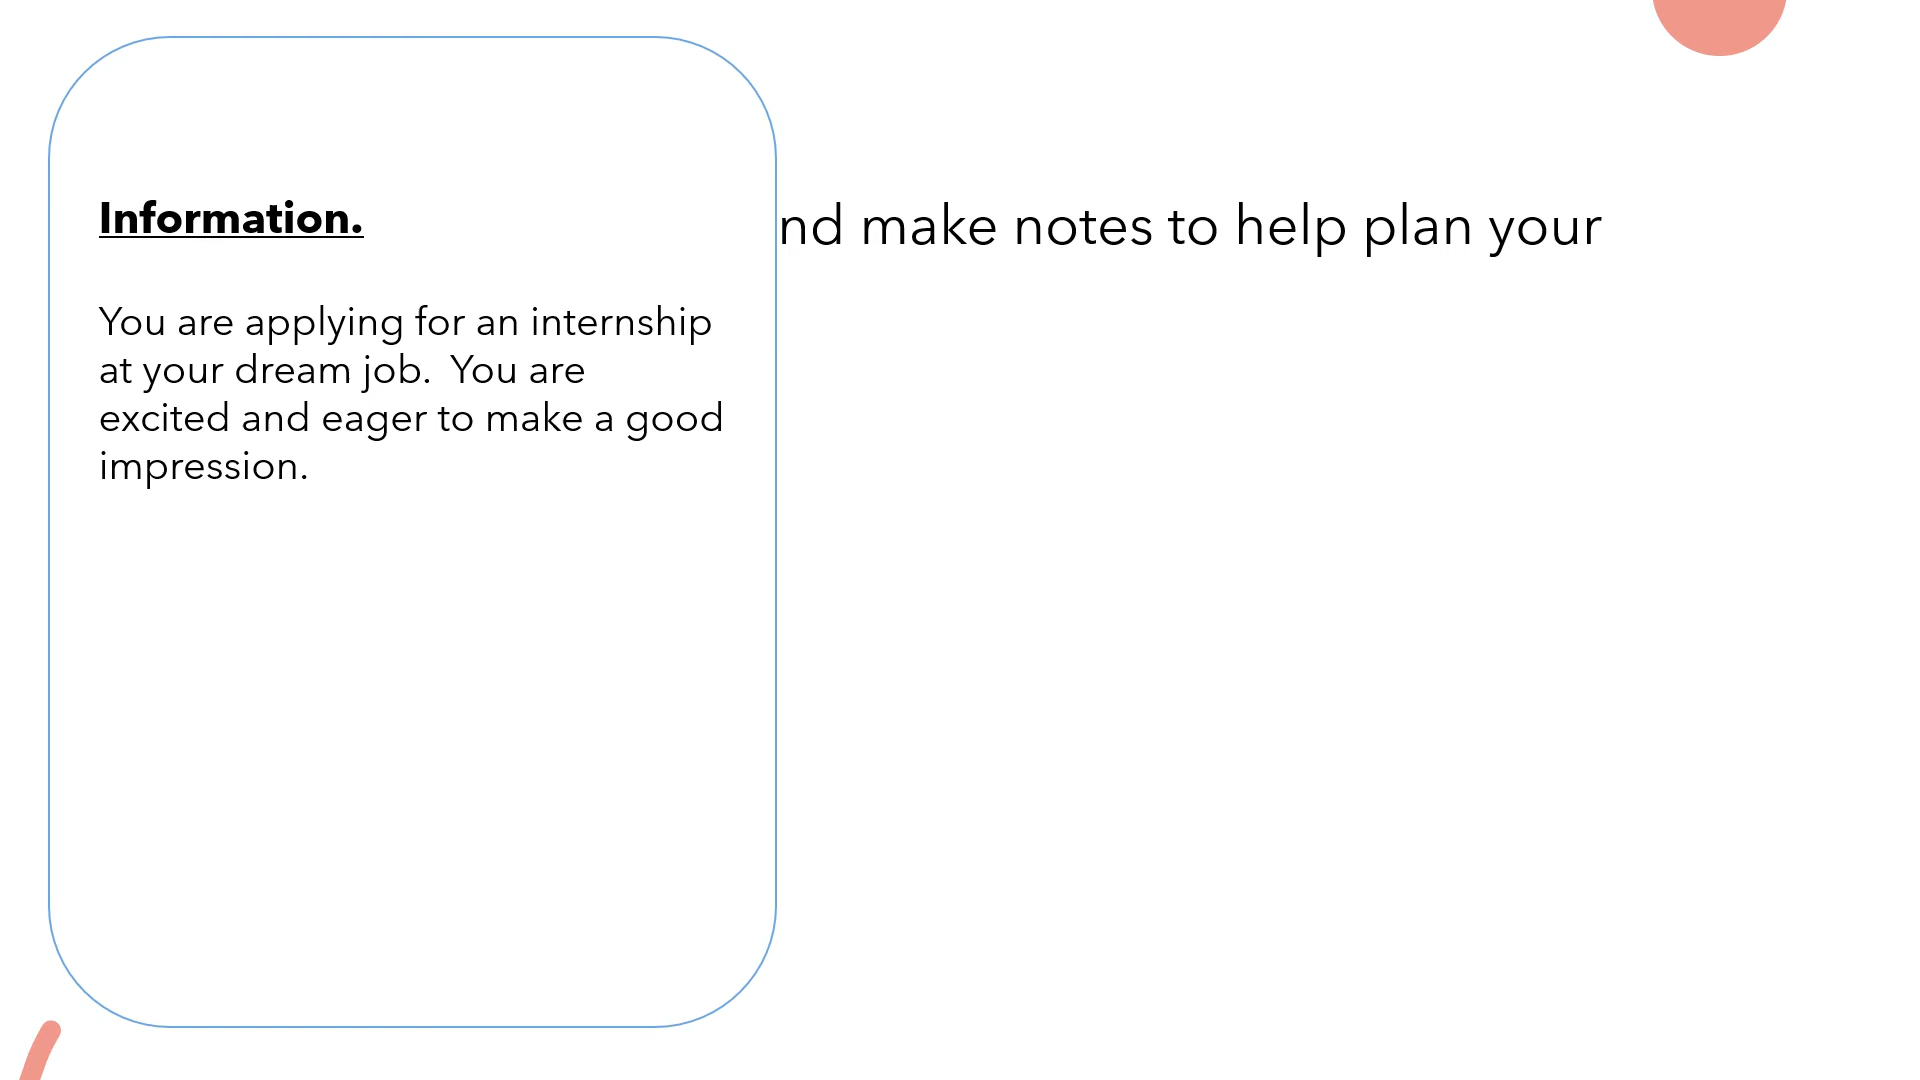 Information.
nd make notes to help plan your
You are applying for an internship
at your dream job.  You are
excited and eager to make a good
impression.